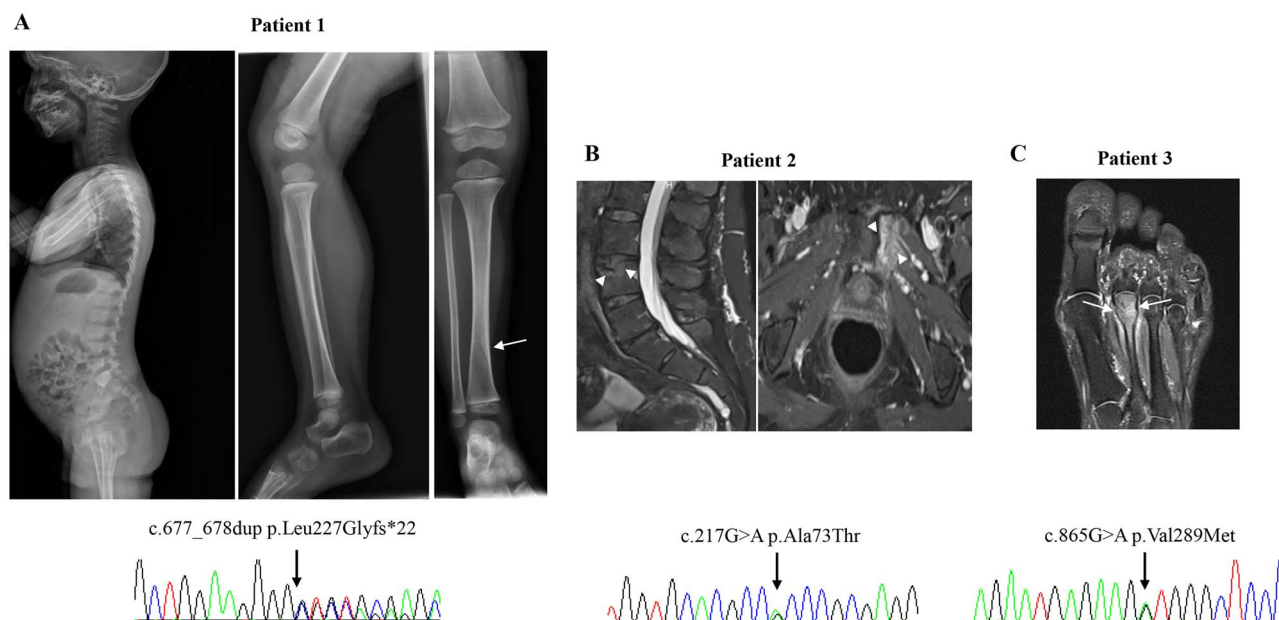 A
Patient 1
B
Patient 2
C
Patient 3
H
c.677_678dup p.Leu227Glyfs*22
c.217G>A p.Ala73Thr
c.865G>A p.Val289Met